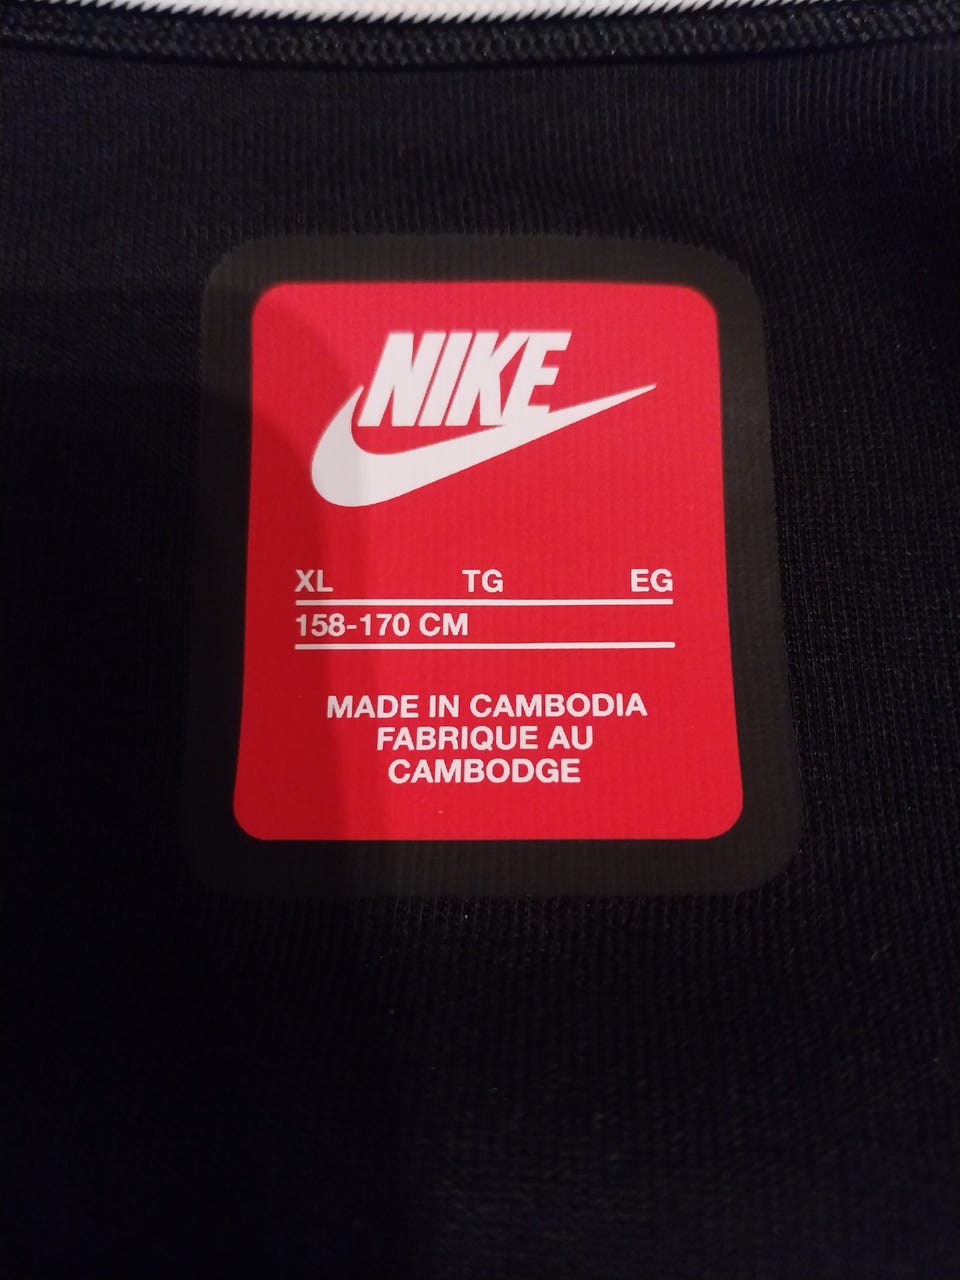 NIKE
XL TG EG
158-170 CM
MADE IN CAMBODIA
FABRIQUE AU
CAMBODGE